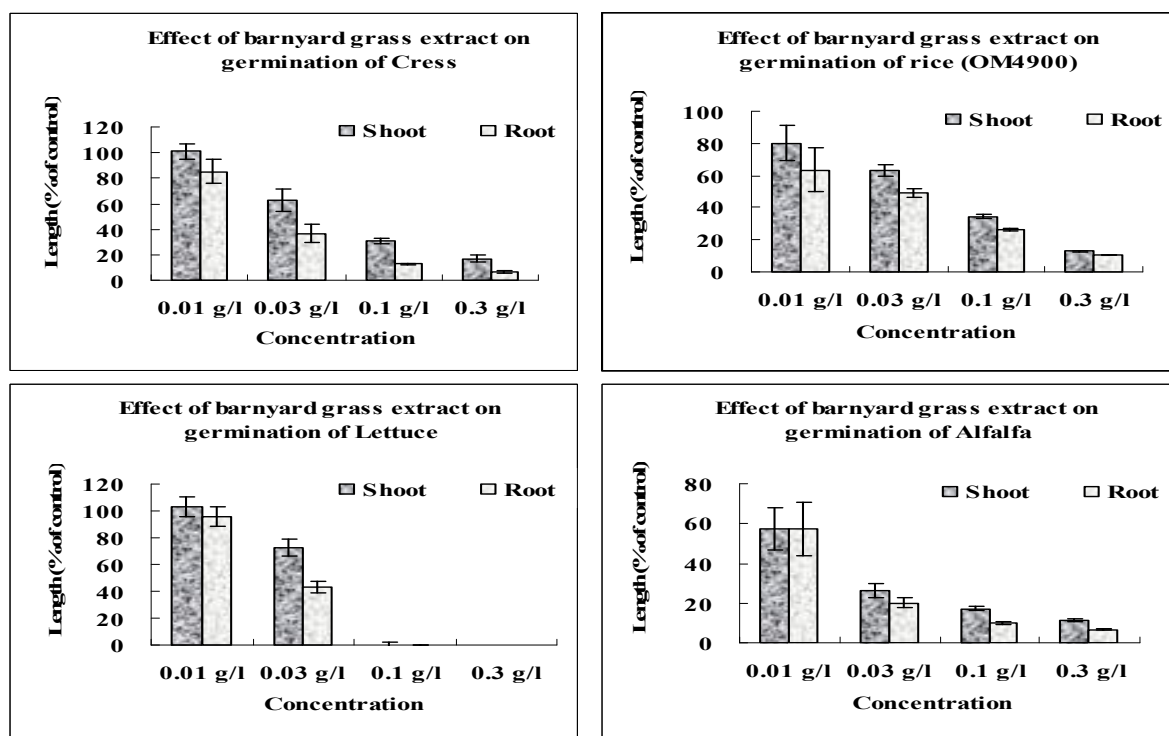 Effect of barnyard grass extract on
germination of Cress
Length (% of control)
120
100
80
60
40
20
0
Shoot Root
0.01 g/l 0.03 g/l 0.1 g/l 0.3 g/l
Concentration
Effect of barnyard grass extract on
germination of rice (OM4900)
Length (% of control)
100
80
60
40
20
0
Shoot Root
0.01 g/l 0.03 g/l 0.1 g/l 0.3 g/l
Concentration
Effect of barnyard grass extract on
germination of Lettuce
Length (% of control)
120
100
80
60
40
20
0
Shoot Root
0.01 g/l 0.03 g/l 0.1 g/l 0.3 g/l
Concentration
Effect of barnyard grass extract on
germination of Alfalfa
Length (% of control)
80
60
40
20
0
Shoot Root
0.01 g/l 0.03 g/l 0.1 g/l 0.3 g/l
Concentration